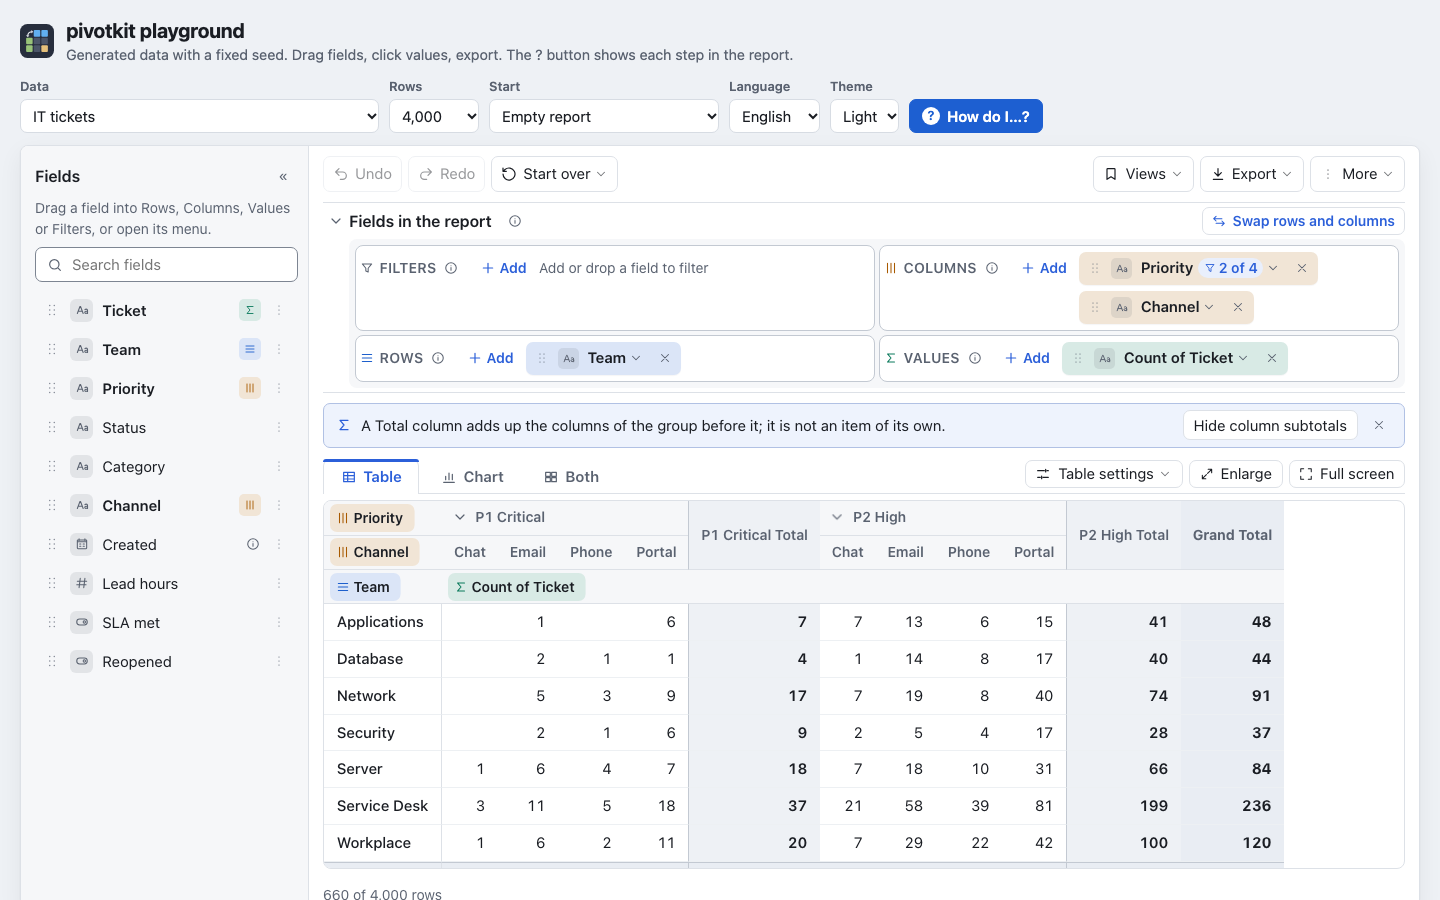 pivotkit playground
Generated data with a fixed seed. Drag fields, click values, export. The ? button shows each step in the report.
Data Rows Start Language Theme
IT tickets 4,000 Empty report English Light ? How do I...?
Fields «
Drag a field into Rows, Columns, Values
or Filters, or open its menu.
Search fields
Aa Ticket Σ
Aa Team
Aa Priority
Aa Status
Aa Category
Aa Channel
Created
# Lead hours
SLA met
Reopened
Undo Redo Start over Views Export More
Fields in the report Swap rows and columns
FILTERS + Add Add or drop a field to filter
COLUMNS + Add Aa Priority 2 of 4
Aa Channel
ROWS + Add Aa Team
Σ VALUES + Add Aa Count of Ticket
Σ A Total column adds up the columns of the group before it; it is not an item of its own. Hide column subtotals
Table Chart Both Table settings Enlarge Full screen
Priority P1 Critical P1 Critical Total P2 High P2 High Total Grand Total
Channel Chat Email Phone Portal Chat Email Phone Portal
Team Σ Count of Ticket
Applications 1 6 7 7 13 6 15 41 48
Database 2 1 1 4 1 14 8 17 40 44
Network 5 3 9 17 7 19 8 40 74 91
Security 2 1 6 9 2 5 4 17 28 37
Server 1 6 4 7 18 7 18 10 31 66 84
Service Desk 3 11 5 18 37 21 58 39 81 199 236
Workplace 1 6 2 11 20 7 29 22 42 100 120
660 of 4,000 rows